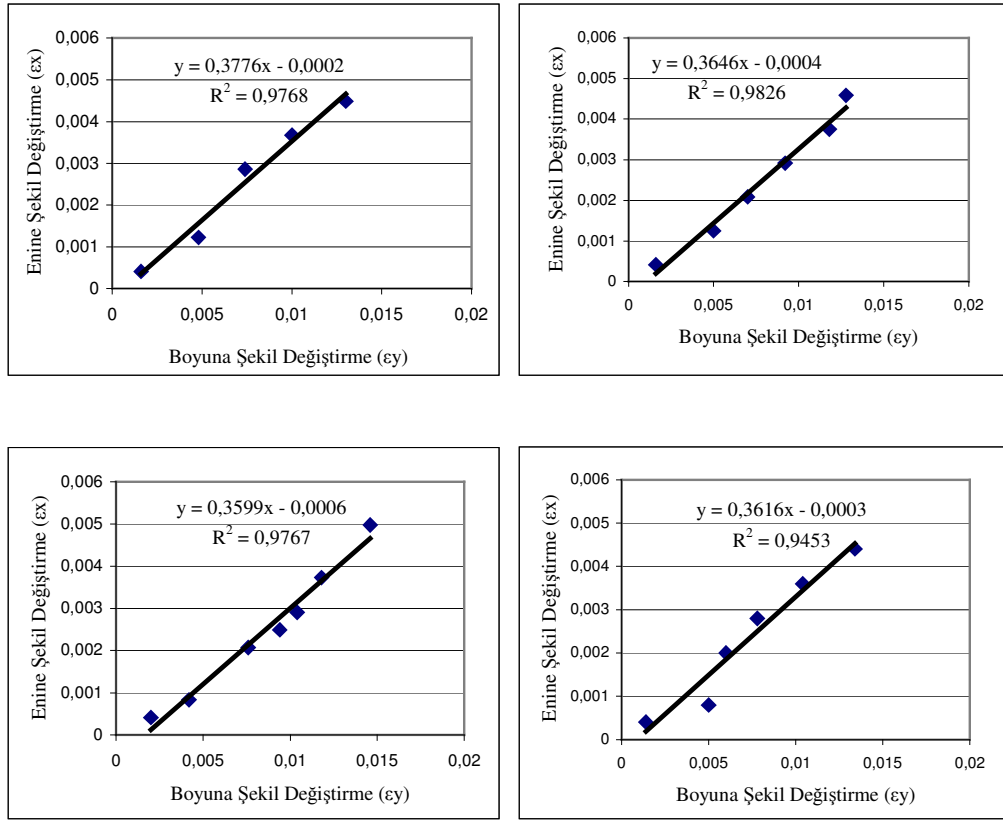 Enine Şekil Değiştirme (εx)
0,006
0,005
0,004
0,003
0,002
0,001
0
y = 0,3776x - 0,0002
R² = 0,9768
0 0,005 0,01 0,015 0,02
Boyuna Şekil Değiştirme (εy)
Enine Şekil Değiştirme (εx)
0,006
0,005
0,004
0,003
0,002
0,001
0
y = 0,3646x - 0,0004
R² = 0,9826
0 0,005 0,01 0,015 0,02
Boyuna Şekil Değiştirme (εy)
Enine Şekil Değiştirme (εx)
0,006
0,005
0,004
0,003
0,002
0,001
0
y = 0,3599x - 0,0006
R² = 0,9767
0 0,005 0,01 0,015 0,02
Boyuna Şekil Değiştirme (εy)
Enine Şekil Değiştirme (εx)
0,006
0,005
0,004
0,003
0,002
0,001
0
y = 0,3616x - 0,0003
R² = 0,9453
0 0,005 0,01 0,015 0,02
Boyuna Şekil Değiştirme (εy)